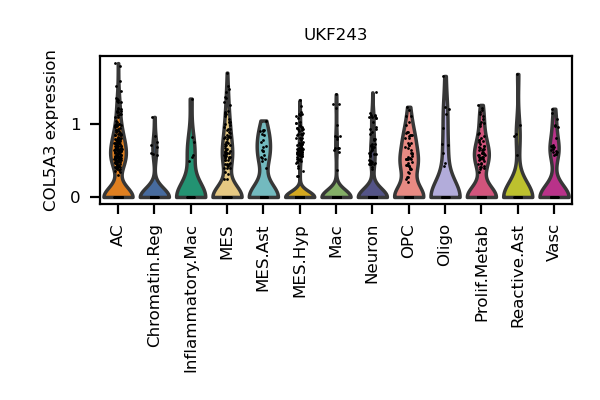 UKF243
COL5A3 expression
1
0
AC
Chromatin.Reg
Inflammatory.Mac
MES
MES.Ast
MES.Hyp
Mac
Neuron
OPC
Oligo
Prolif.Metab
Reactive.Ast
Vasc